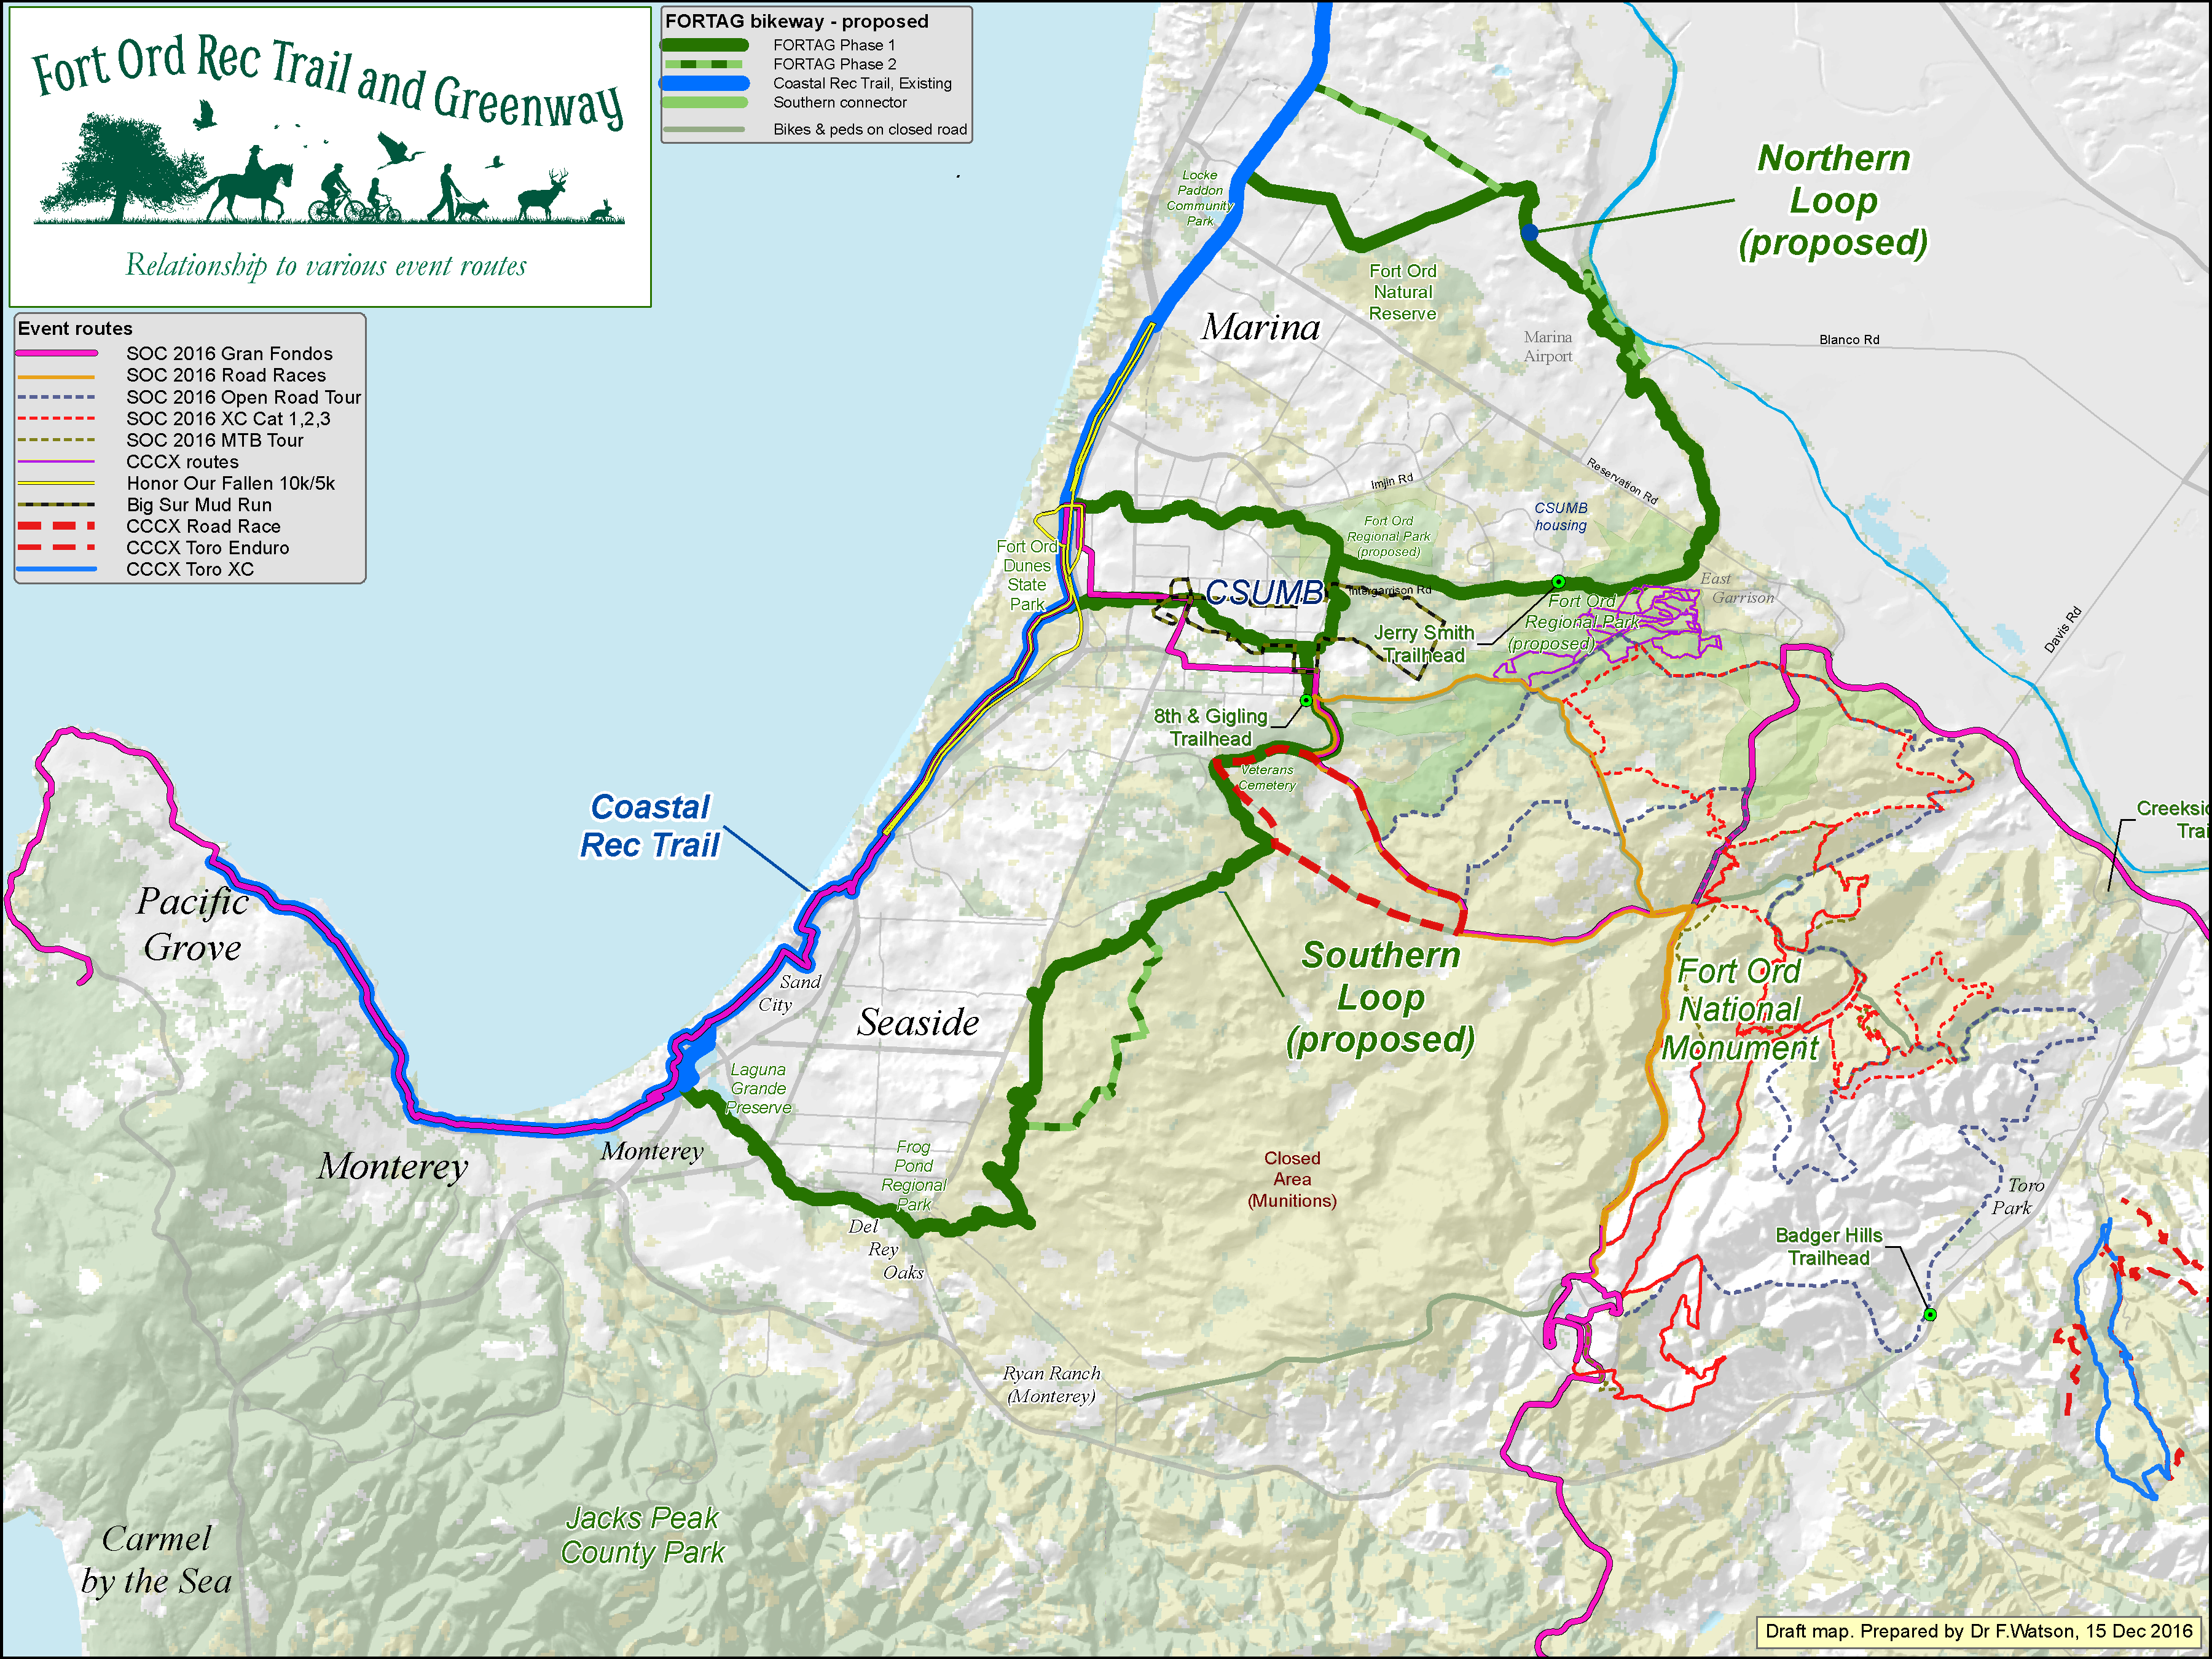 Fort Ord Rec Trail and Greenway
Relationship to various event routes
FORTAG bikeway - proposed
FORTAG Phase 1
FORTAG Phase 2
Coastal Rec Trail, Existing
Southern connector
Bikes & peds on closed road
Event routes
SOC 2016 Gran Fondos
SOC 2016 Road Races
SOC 2016 Open Road Tour
SOC 2016 XC Cat 1,2,3
SOC 2016 MTB Tour
CCCX routes
Honor Our Fallen 10k/5k
Big Sur Mud Run
CCCX Road Race
CCCX Toro Enduro
CCCX Toro XC
Northern
Loop
(proposed)
Locke
Paddon
Community
Park
Fort Ord
Natural
Reserve
Marina
Marina
Airport
Blanco Rd
Reservation Rd
Imjin Rd
CSUMB
housing
Fort Ord
Regional Park
(proposed)
Fort Ord
Dunes
State
Park
CSUMB
Intergarrison Rd
East
Garrison
Fort Ord
Regional Park
(proposed)
Jerry Smith
Trailhead
Davis Rd
8th & Gigling
Trailhead
Veterans
Cemetery
Coastal
Rec Trail
Creeksi
Trai
Pacific
Grove
Southern
Loop
(proposed)
Fort Ord
National
Monument
Sand
City
Seaside
Laguna
Grande
Preserve
Monterey
Monterey
Frog
Pond
Regional
Park
Closed
Area
(Munitions)
Del
Rey
Oaks
Toro
Park
Badger Hills
Trailhead
Ryan Ranch
(Monterey)
Jacks Peak
County Park
Carmel
by the Sea
Draft map. Prepared by Dr F.Watson, 15 Dec 2016